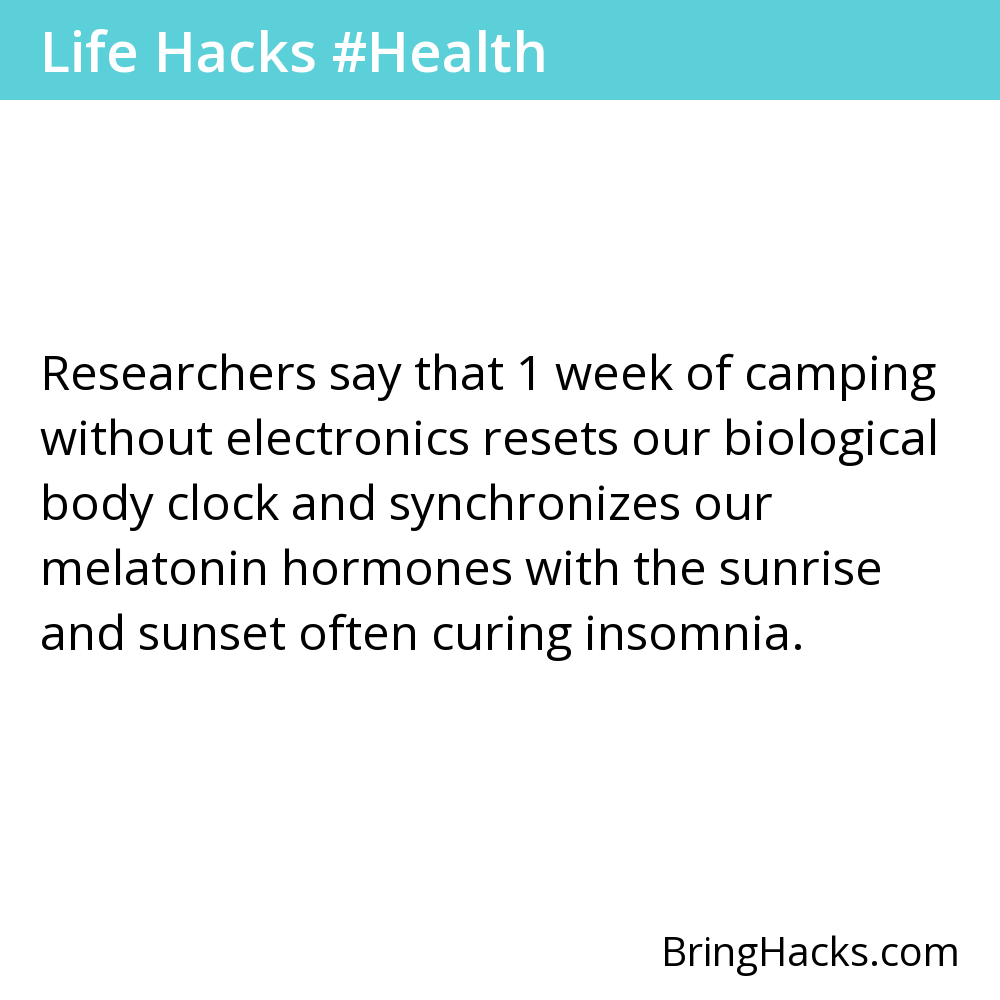 Life Hacks #Health
Researchers say that 1 week of camping
without electronics resets our biological
body clock and synchronizes our
melatonin hormones with the sunrise
and sunset often curing insomnia.
BringHacks.com